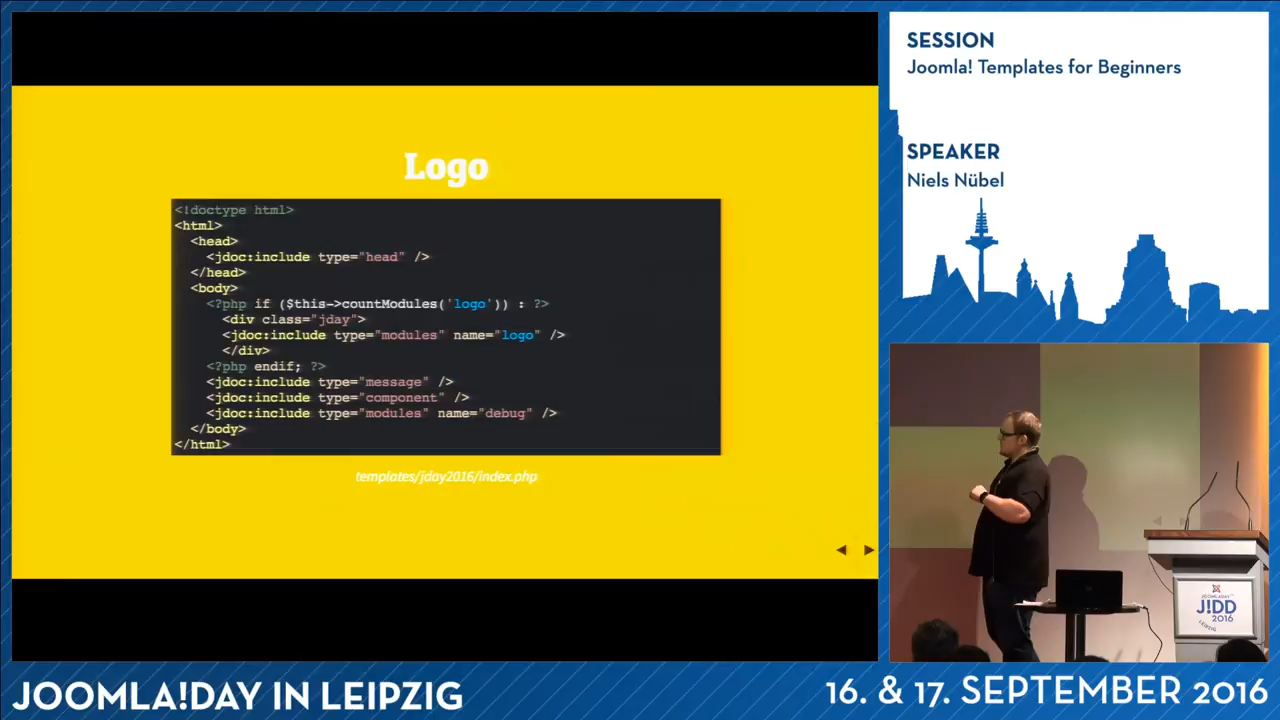 SESSION
Joomla! Templates for Beginners
SPEAKER
Niels Nübel
Logo
<!doctype html>
<html>
  <head>
    <jdoc:include type="head" />
  </head>
  <body>
    <?php if ($this->countModules('logo')) : ?>
      <div class="jday">
      <jdoc:include type="modules" name="logo" />
      </div>
    <?php endif; ?>
    <jdoc:include type="message" />
    <jdoc:include type="component" />
    <jdoc:include type="modules" name="debug" />
  </body>
</html>
templates/jday2016/index.php
JOOMLA!DAY
J!DD
2016
LEIPZIG
JOOMLA!DAY IN LEIPZIG
16. & 17. SEPTEMBER 2016